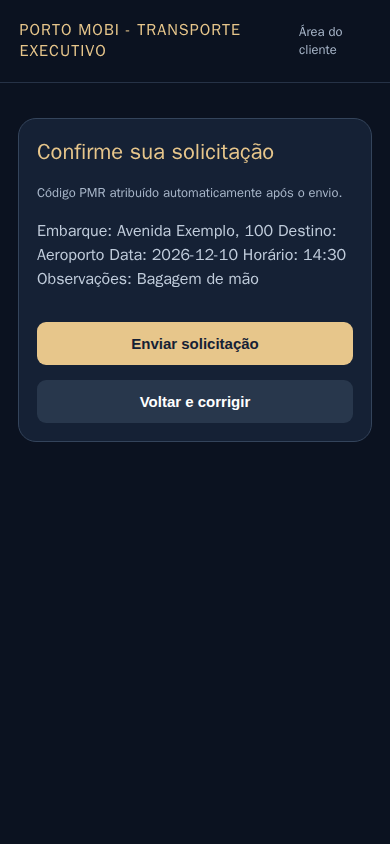 PORTO MOBI - TRANSPORTE
EXECUTIVO
Área do
cliente
Confirme sua solicitação
Código PMR atribuído automaticamente após o envio.
Embarque: Avenida Exemplo, 100 Destino:
Aeroporto Data: 2026-12-10 Horário: 14:30
Observações: Bagagem de mão
Enviar solicitação
Voltar e corrigir